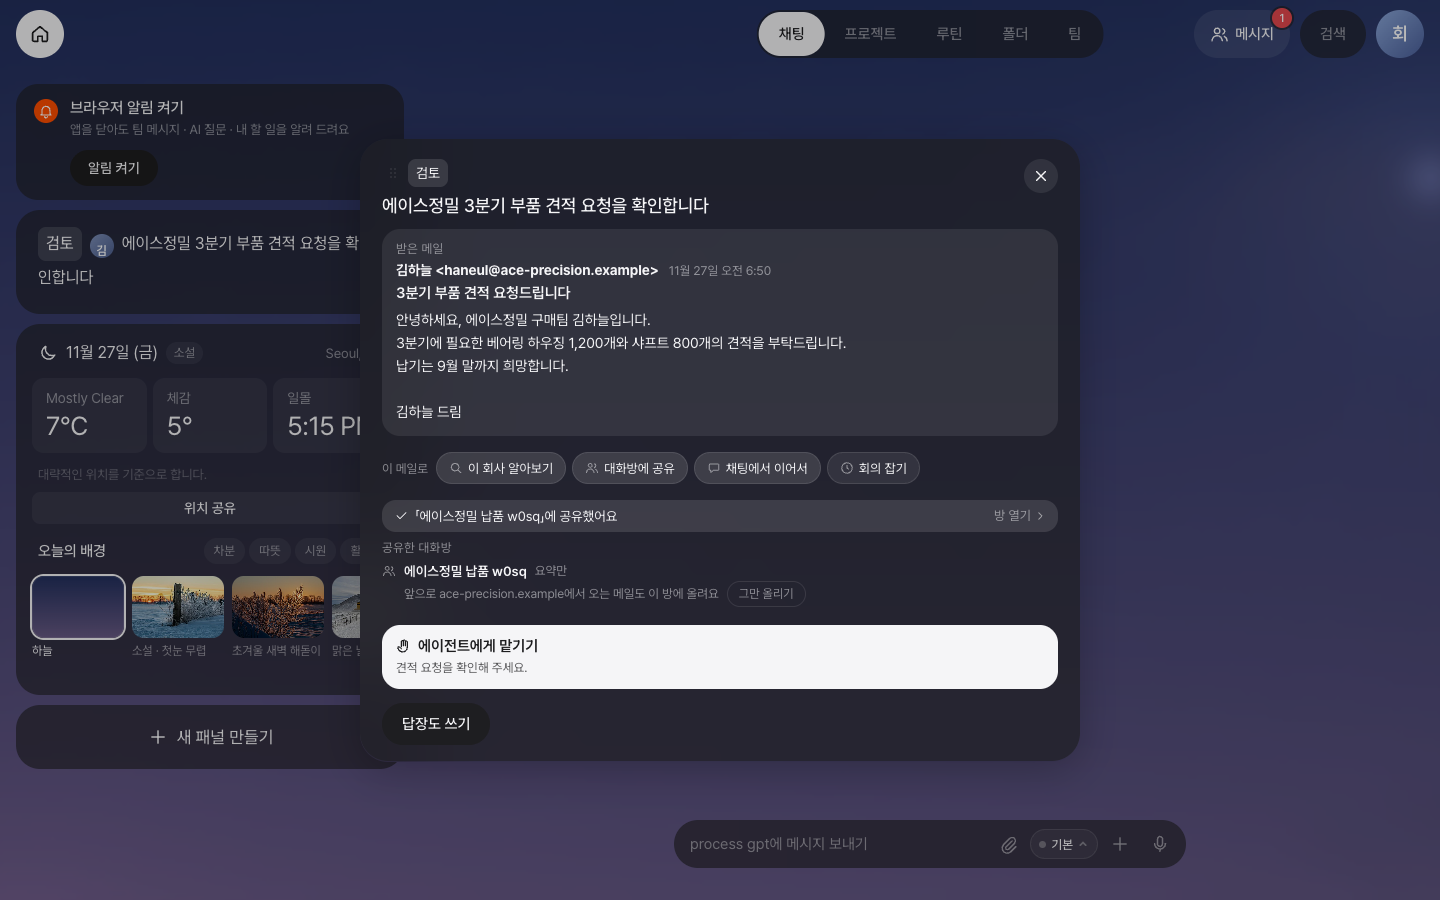 채팅
프로젝트
루틴
폴더
팀
메시지
1
검색
회
브라우저 알림 켜기
앱을 닫아도 팀 메시지 · AI 질문 · 내 할 일을 알려 드려요
알림 켜기
검토 김 에이스정밀 3분기 부품 견적 요청을 확
인합니다
11월 27일 (금) 소설
Seoul,
Mostly Clear
7°C
체감
5°
일몰
5:15 PM
대략적인 위치를 기준으로 합니다.
위치 공유
오늘의 배경
차분
따뜻
시원
활
하늘
소설 · 첫눈 무렵
초겨울 새벽 해돋이
맑은
새 패널 만들기
검토
에이스정밀 3분기 부품 견적 요청을 확인합니다
받은 메일
김하늘 <haneul@ace-precision.example> 11월 27일 오전 6:50
3분기 부품 견적 요청드립니다
안녕하세요, 에이스정밀 구매팀 김하늘입니다.
3분기에 필요한 베어링 하우징 1,200개와 샤프트 800개의 견적을 부탁드립니다.
납기는 9월 말까지 희망합니다.
김하늘 드림
이 메일로
이 회사 알아보기
대화방에 공유
채팅에서 이어서
회의 잡기
「에이스정밀 납품 w0sq」에 공유했어요
방 열기
공유한 대화방
에이스정밀 납품 w0sq 요약만
앞으로 ace-precision.example에서 오는 메일도 이 방에 올려요
그만 올리기
에이전트에게 맡기기
견적 요청을 확인해 주세요.
답장도 쓰기
process gpt에 메시지 보내기
기본